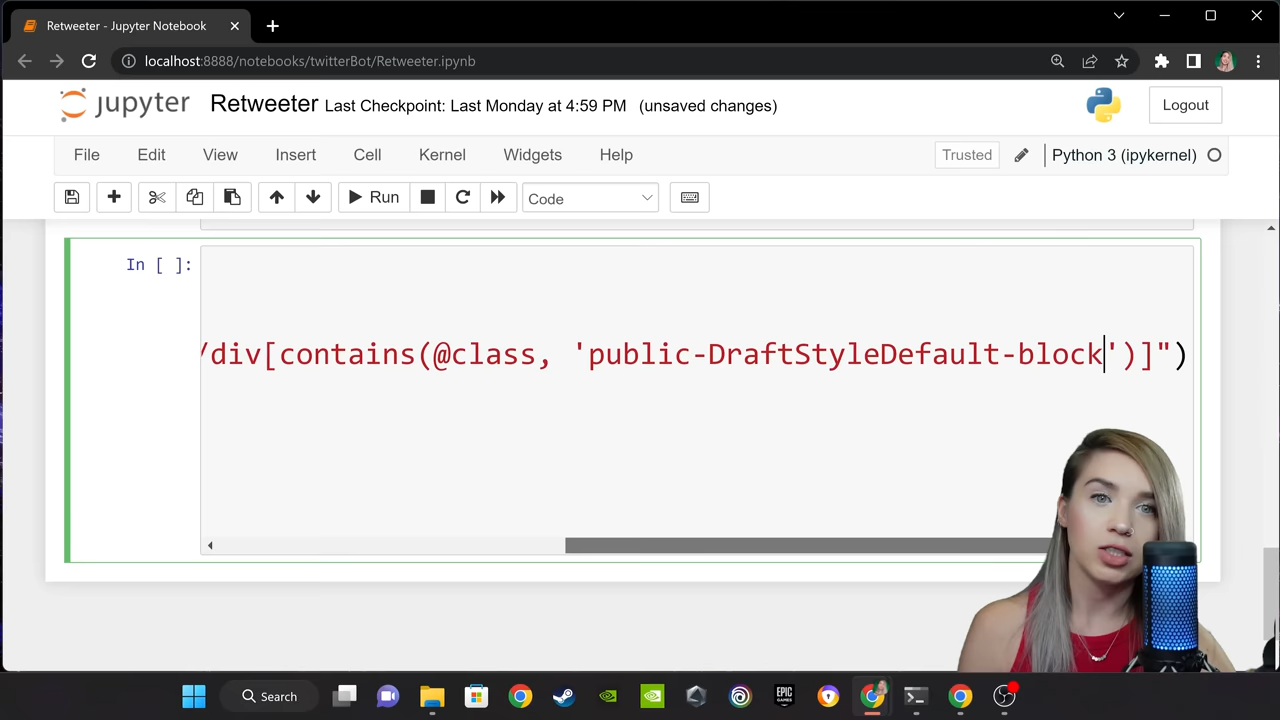 Retweeter - Jupyter Notebook
localhost:8888/notebooks/twitterBot/Retweeter.ipynb
jupyter Retweeter Last Checkpoint: Last Monday at 4:59 PM (unsaved changes)
Logout
File Edit View Insert Cell Kernel Widgets Help
Trusted Python 3 (ipykernel)
Run Code
In [ ]:
/div[contains(@class, 'public-DraftStyleDefault-block')]")
Search
EPIC GAMES